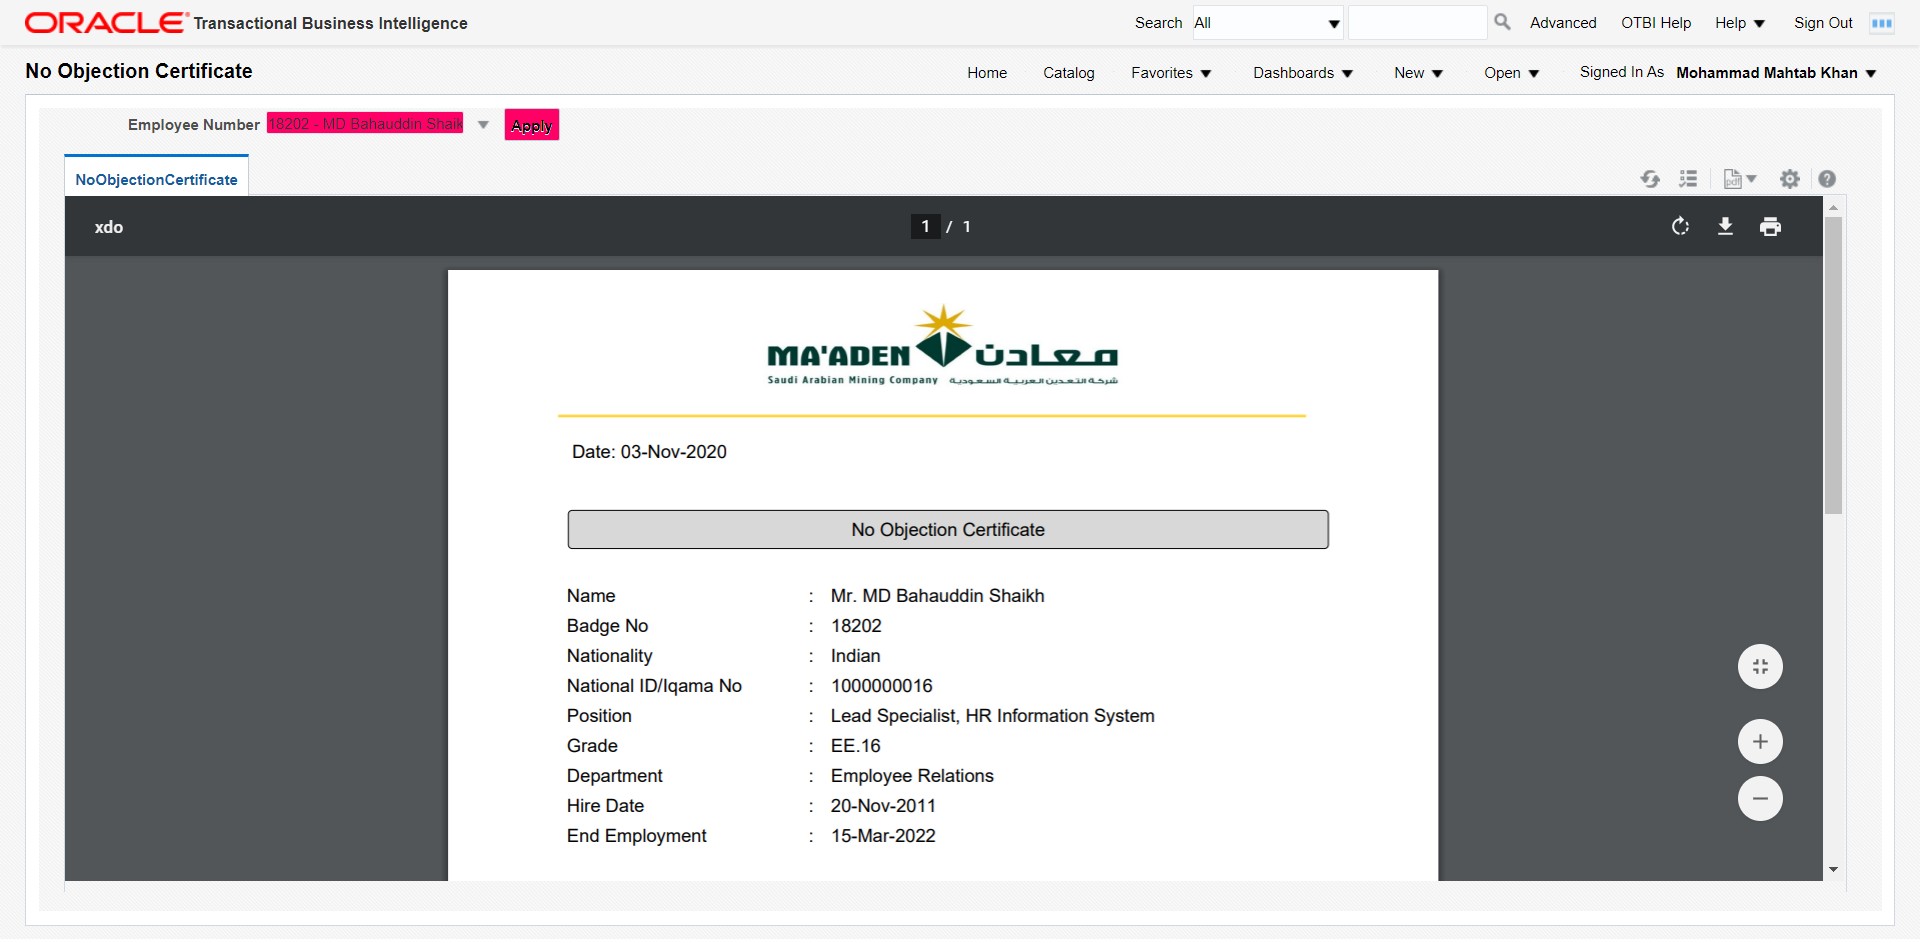 ORACLE Transactional Business Intelligence Search All Advanced OTBI Help Help Sign Out
No Objection Certificate Home Catalog Favorites Dashboards New Open Signed In As Mohammad Mahtab Khan
Employee Number 18202 - MD Bahauddin Shaik Apply
NoObjectionCertificate pdf
xdo 1 / 1
MA'ADEN معادن
Saudi Arabian Mining Company شركة التعدين العربية السعودية
Date: 03-Nov-2020
No Objection Certificate
Name : Mr. MD Bahauddin Shaikh
Badge No : 18202
Nationality : Indian
National ID/Iqama No : 1000000016
Position : Lead Specialist, HR Information System
Grade : EE.16
Department : Employee Relations
Hire Date : 20-Nov-2011
End Employment : 15-Mar-2022